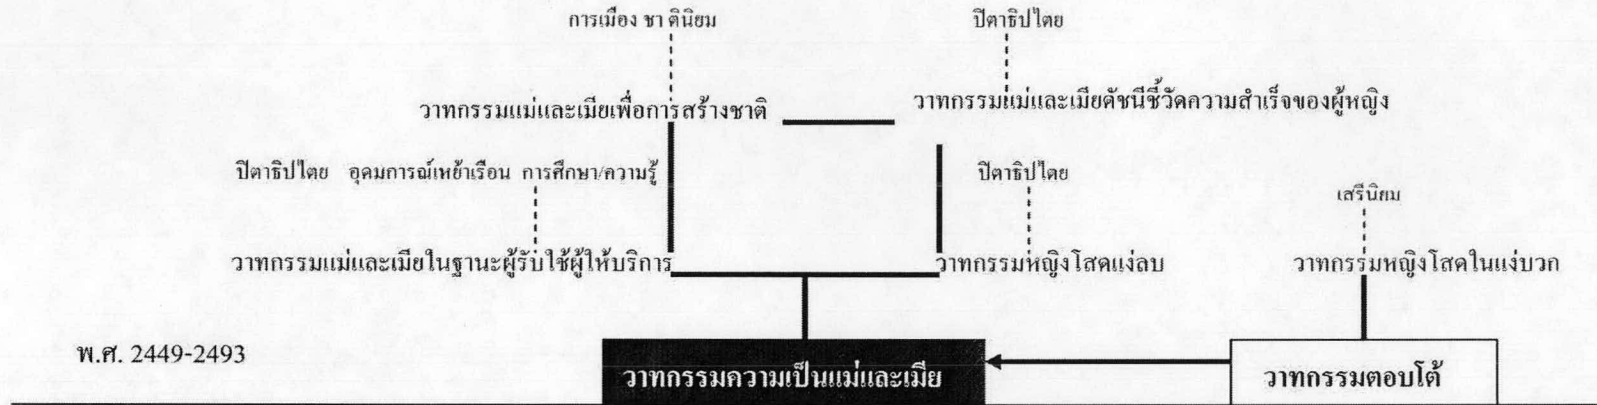 การเมือง ชาตินิยม
ปิตาธิปไตย
วาทกรรมแม่และเมียเพื่อการสร้างชาติ
วาทกรรมแม่และเมียดัชนีชี้วัดความสำเร็จของผู้หญิง
ปิตาธิปไตย อุดมการณ์เหย้าเรือน การศึกษา/ความรู้
ปิตาธิปไตย
เสรีนิยม
วาทกรรมแม่และเมียในฐานะผู้รับใช้ผู้ให้บริการ
วาทกรรมหญิงโสดแง่ลบ
วาทกรรมหญิงโสดในแง่บวก
พ.ศ. 2449-2493
วาทกรรมความเป็นแม่และเมีย
วาทกรรมตอบโต้